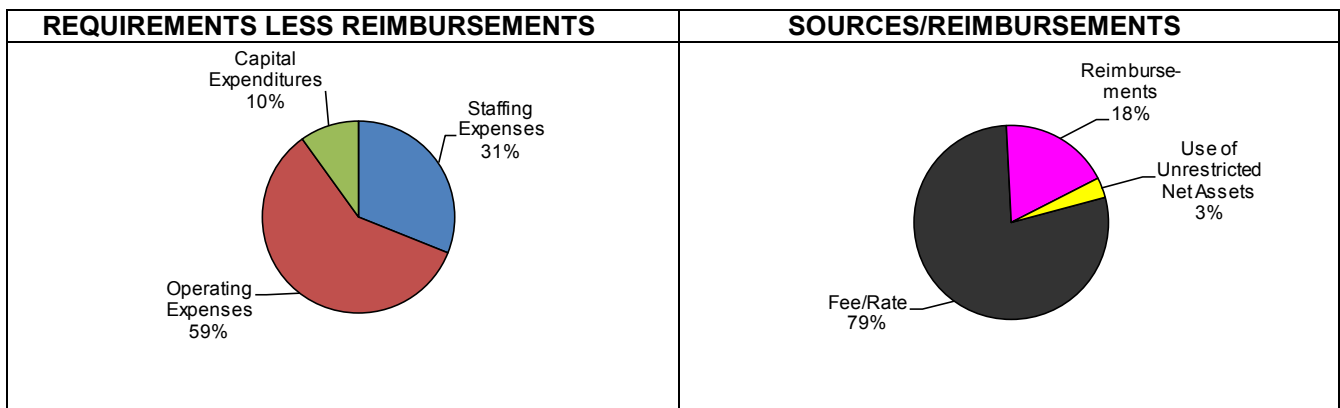 REQUIREMENTS LESS REIMBURSEMENTS
Capital
Expenditures
10%
Staffing
Expenses
31%
Operating
Expenses
59%
SOURCES/REIMBURSEMENTS
Reimburse-
ments
18%
Use of
Unrestricted
Net Assets
3%
Fee/Rate
79%